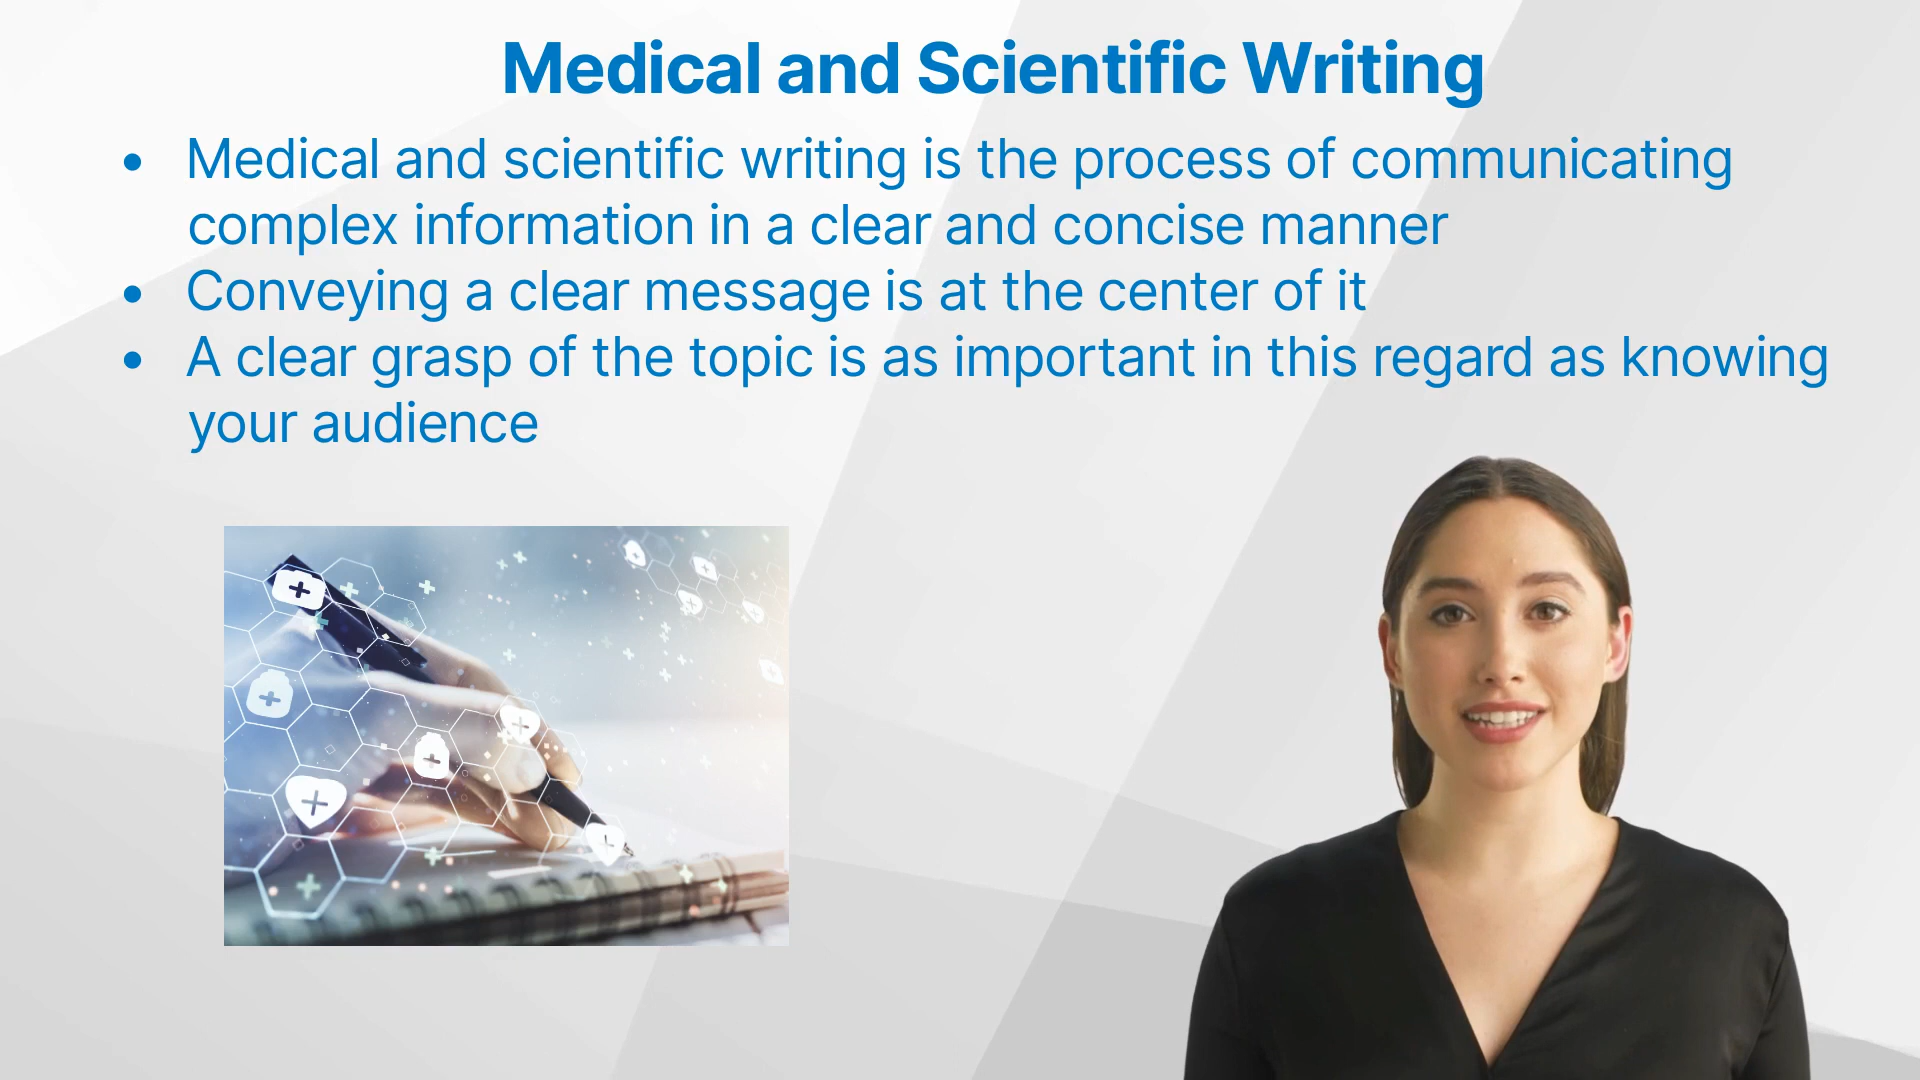 Medical and Scientific Writing
• Medical and scientific writing is the process of communicating
complex information in a clear and concise manner
• Conveying a clear message is at the center of it
• A clear grasp of the topic is as important in this regard as knowing
your audience